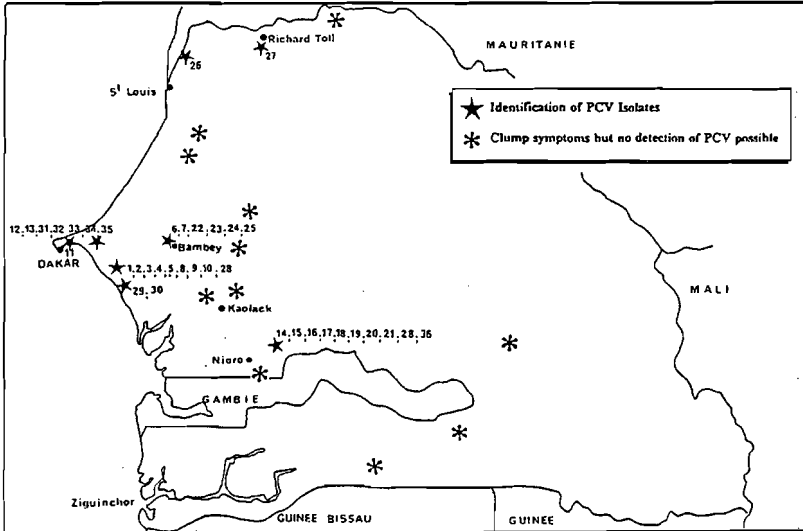 Richard Toll
MAURITANIE
26
27
S^t Louis
Identification of PCV Isolates
Clump symptoms but no detection of PCV possible
12.13.31.32.33.34.35
6.7.22.23.24.25
Bambey
11
DAKAR
1.2.3.4.5.8.9.10.28
29.30
MALI
Kaolack
14.15.16.17.18.19.20.21.28.36
Nioro
GAMBIE
Ziguinchor
GUINEE BISSAU
GUINEE